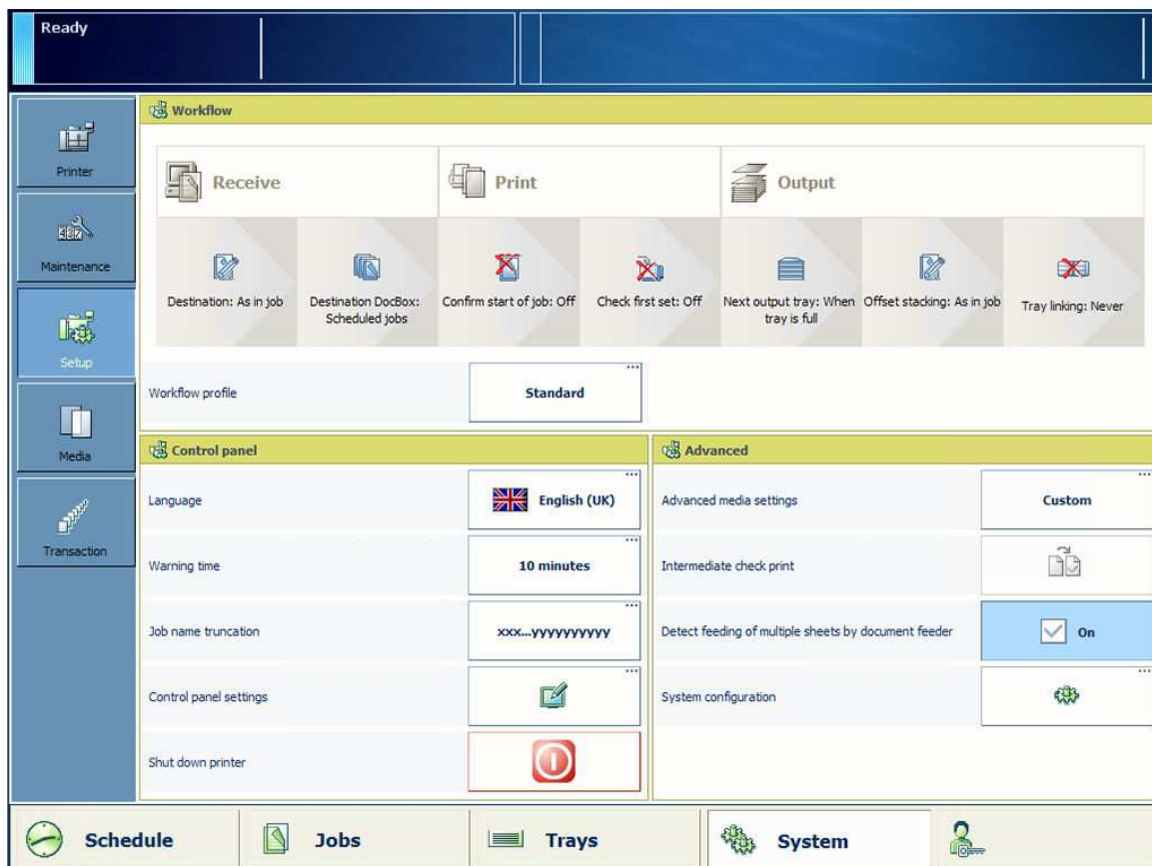 Ready
Printer
Maintenance
Setup
Media
Transaction
Workflow
Receive
Print
Output
Destination: As in job
Destination DocBox:
Scheduled jobs
Confirm start of job: Off
Check first set: Off
Next output tray: When
tray is full
Offset stacking: As in job
Tray linking: Never
Workflow profile
Standard
Control panel
Language
English (UK)
Warning time
10 minutes
Job name truncation
xxx...yyyyyyyyyy
Control panel settings
Shut down printer
Advanced
Advanced media settings
Custom
Intermediate check print
Detect feeding of multiple sheets by document feeder
On
System configuration
Schedule
Jobs
Trays
System